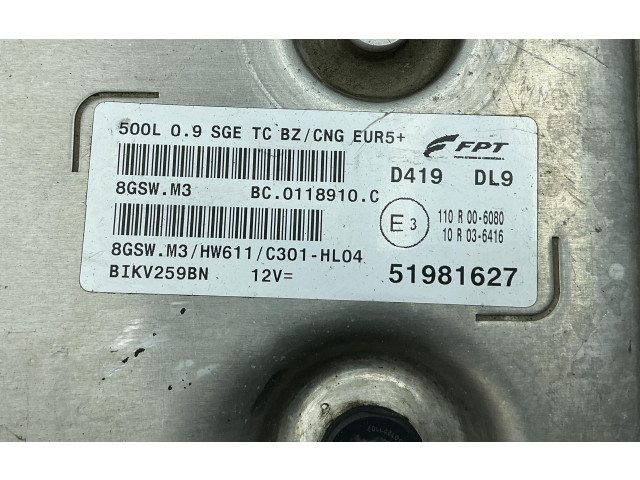 500L 0.9 SGE TC BZ/CNG EUR5+
FPT
8GSW.M3 BC.0118910.C
D419 DL9
E3
110 R 00-6080
10 R 03-6416
8GSW.M3/HW611/C301-HL04
BIKV259BN 12V=
51981627